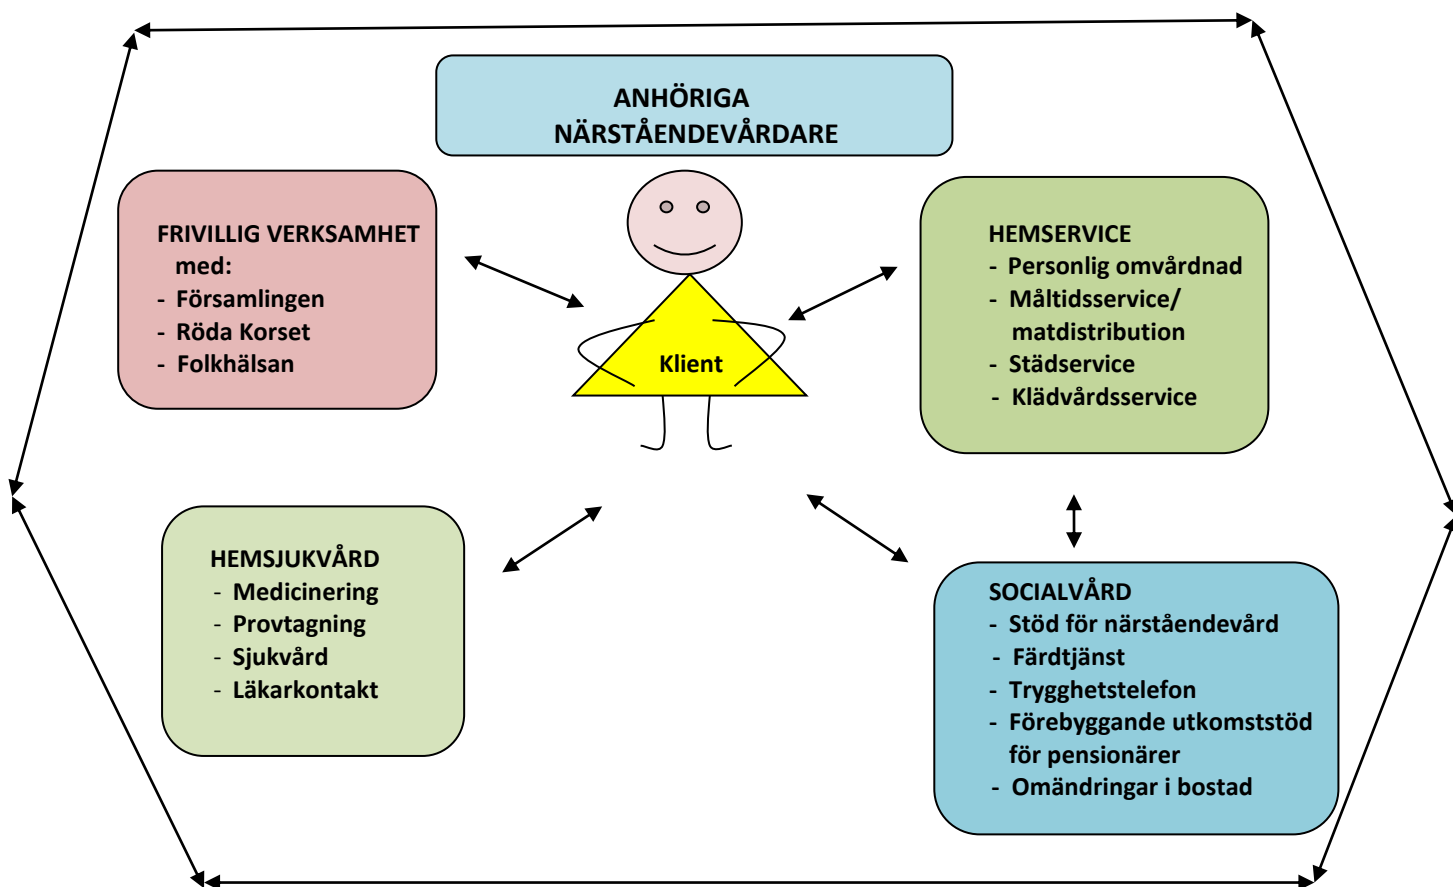 ANHÖRIGA
NÄRSTÅENDEVÅRDARE
FRIVILLIG VERKSAMHET
med:
- Församlingen
- Röda Korset
- Folkhälsan
Klient
HEMSERVICE
- Personlig omvårdnad
- Måltidsservice/
matdistribution
- Städservice
- Klädvårdsservice
HEMSJUKVÅRD
- Medicinering
- Provtagning
- Sjukvård
- Läkarkontakt
SOCIALVÅRD
- Stöd för närståendevård
- Färdtjänst
- Trygghetstelefon
- Förebyggande utkomststöd
för pensionärer
- Omändringar i bostad